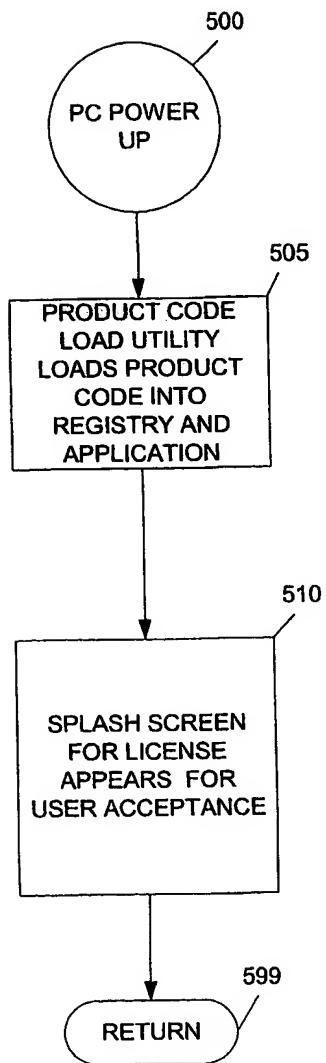 500
PC POWER
UP
505
PRODUCT CODE
LOAD UTILITY
LOADS PRODUCT
CODE INTO
REGISTRY AND
APPLICATION
510
SPLASH SCREEN
FOR LICENSE
APPEARS FOR
USER ACCEPTANCE
599
RETURN